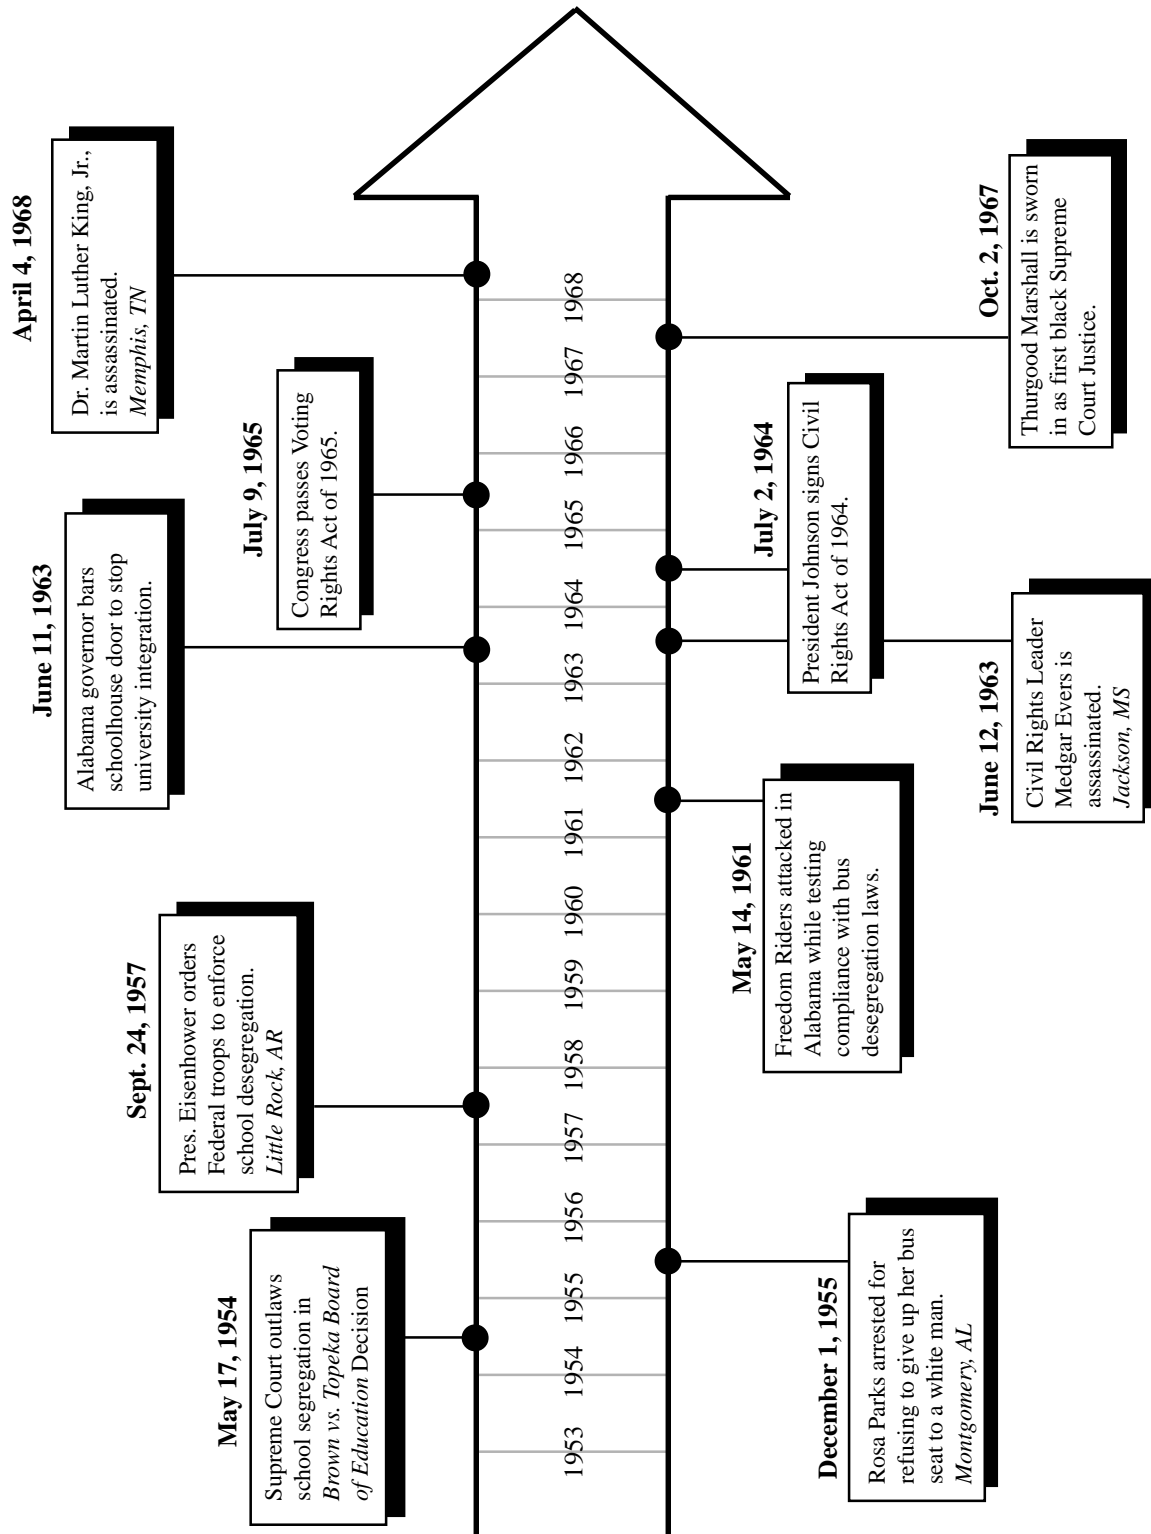 April 4, 1968
Dr. Martin Luther King, Jr.,
is assassinated.
Memphis, TN
June 11, 1963
Alabama governor bars
schoolhouse door to stop
university integration.
Sept. 24, 1957
Pres. Eisenhower orders
Federal troops to enforce
school desegregation.
Little Rock, AR
May 17, 1954
Supreme Court outlaws
school segregation in
Brown vs. Topeka Board
of Education Decision
July 9, 1965
Congress passes Voting
Rights Act of 1965.
1953
1954
1955
1956
1957
1958
1959
1960
1961
1962
1963
1964
1965
1966
1967
1968
December 1, 1955
Rosa Parks arrested for
refusing to give up her bus
seat to a white man.
Montgomery, AL
May 14, 1961
Freedom Riders attacked in
Alabama while testing
compliance with bus
desegregation laws.
July 2, 1964
President Johnson signs Civil
Rights Act of 1964.
June 12, 1963
Civil Rights Leader
Medgar Evers is
assassinated.
Jackson, MS
Oct. 2, 1967
Thurgood Marshall is sworn
in as first black Supreme
Court Justice.